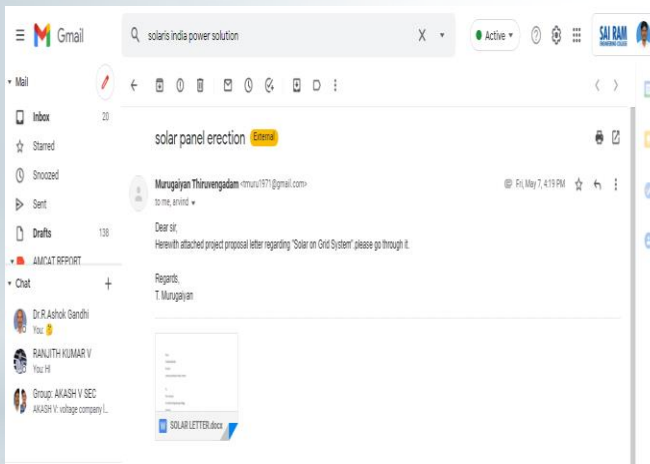 Gmail
solaris india power solution
Active
SAI RAM
ENGINEERING COLLEGE
Mail
Inbox 20
Starred
Snoozed
Sent
Drafts 138
AMCAT REPORT
Chat
Dr.R.Ashok Gandhi
You:
RANJITH KUMAR V
You: HI
Group: AKASH V SEC
AKASH V: voltage company l...
solar panel erection External
Murugaiyan Thiruvengadam <tmuru1971@gmail.com> Fri, May 7, 4:19 PM
to me, arvind
Dear sir,
Herewith attached project proposal letter regarding "Solar on Grid System".please go through it.
Regards,
T. Murugaiyan
W SOLAR LETTER.docx